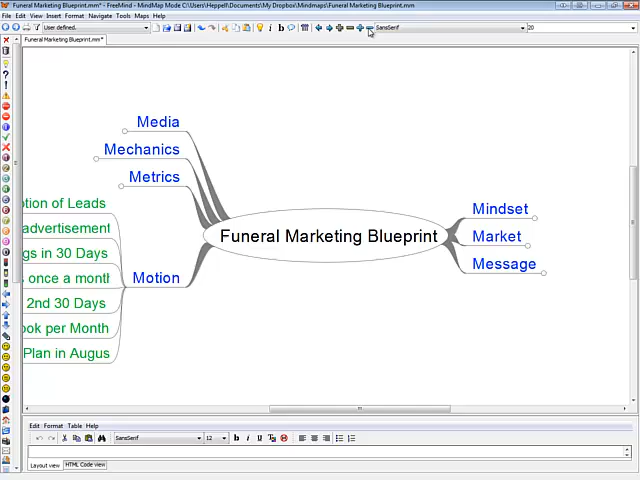 Funeral Marketing Blueprint.mm* - FreeMind - MindMap Mode C:\Users\Heppel\Documents\My Dropbox\Mindmaps\Funeral Marketing Blueprint.mm
File Edit View Insert Format Navigate Tools Maps Help
User defined.
SansSerif
20
Funeral Marketing Blueprint.mm*
Media
Mechanics
Metrics
Motion
ption of Leads
advertisement
gs in 30 Days
once a month
2nd 30 Days
ook per Month
Plan in Augus
Funeral Marketing Blueprint
Mindset
Market
Message
Edit Format Table Help
SansSerif
12
b i U
Layout view
HTML Code view